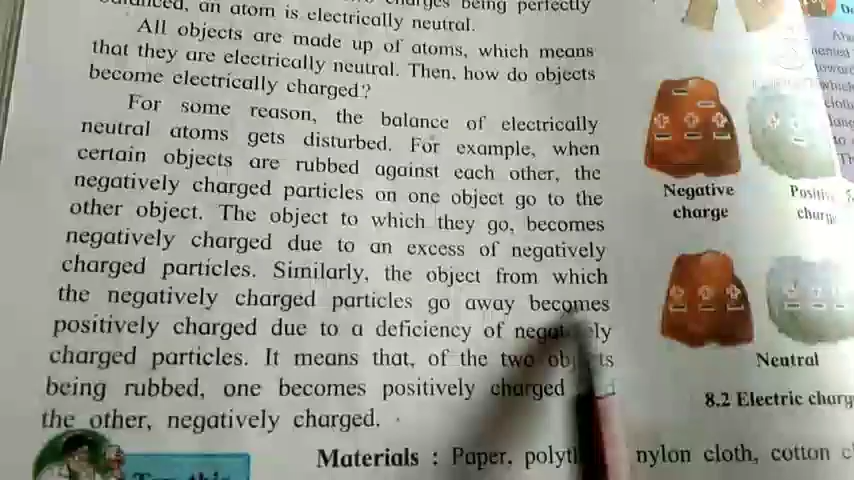 being perfectly
an atom is electrically neutral.
All objects are made up of atoms, which means
that they are electrically neutral. Then, how do objects
become electrically charged?
For some reason, the balance of electrically
neutral atoms gets disturbed. For example, when
certain objects are rubbed against each other, the
negatively charged particles on one object go to the
other object. The object to which they go, becomes
negatively charged due to an excess of negatively
charged particles. Similarly, the object from which
the negatively charged particles go away becomes
positively charged due to a deficiency of
charged particles. It means that, of the two
being rubbed, one becomes positively charged
the other, negatively charged.
Materials : Paper, nylon cloth, cotton
Negative
charge
Neutral
8.2 Electric